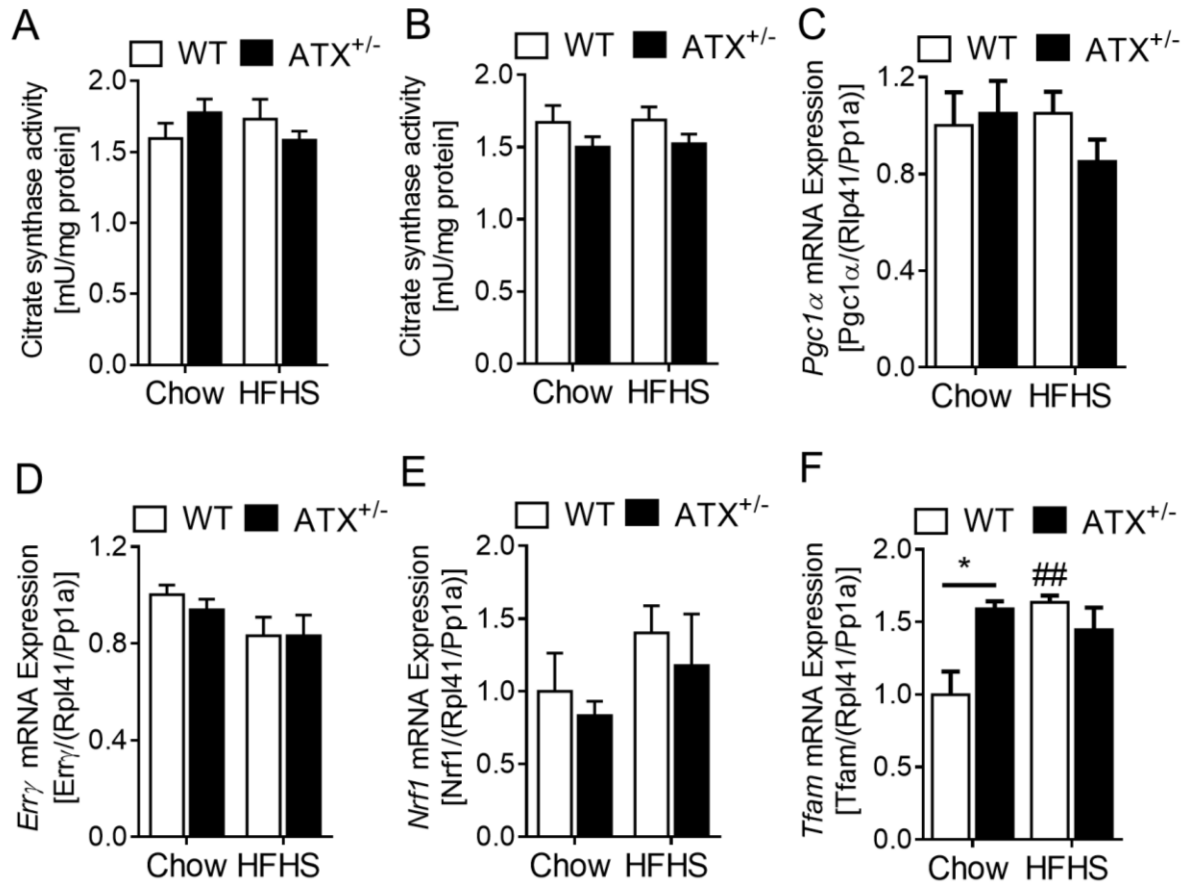 A
WT ATX+/-
Citrate synthase activity
[mU/mg protein]
2.0
1.5
1.0
0.5
0.0
Chow HFHS
B
WT ATX+/-
Citrate synthase activity
[mU/mg protein]
2.0
1.5
1.0
0.5
0.0
Chow HFHS
C
WT ATX+/-
Pgc1α mRNA Expression
[Pgc1α/(Rlp41/Pp1a)]
1.2
0.8
0.4
0.0
Chow HFHS
D
WT ATX+/-
Errγ mRNA Expression
[Errγ/(Rpl41/Pp1a)]
1.2
0.8
0.4
0.0
Chow HFHS
E
WT ATX+/-
Nrf1 mRNA Expression
[Nrf1/(Rpl41/Pp1a)]
2.0
1.5
1.0
0.5
0.0
Chow HFHS
F
WT ATX+/-
Tfam mRNA Expression
[Tfam/(Rpl41/Pp1a)]
2.0
1.5
1.0
0.5
0.0
* ##
Chow HFHS